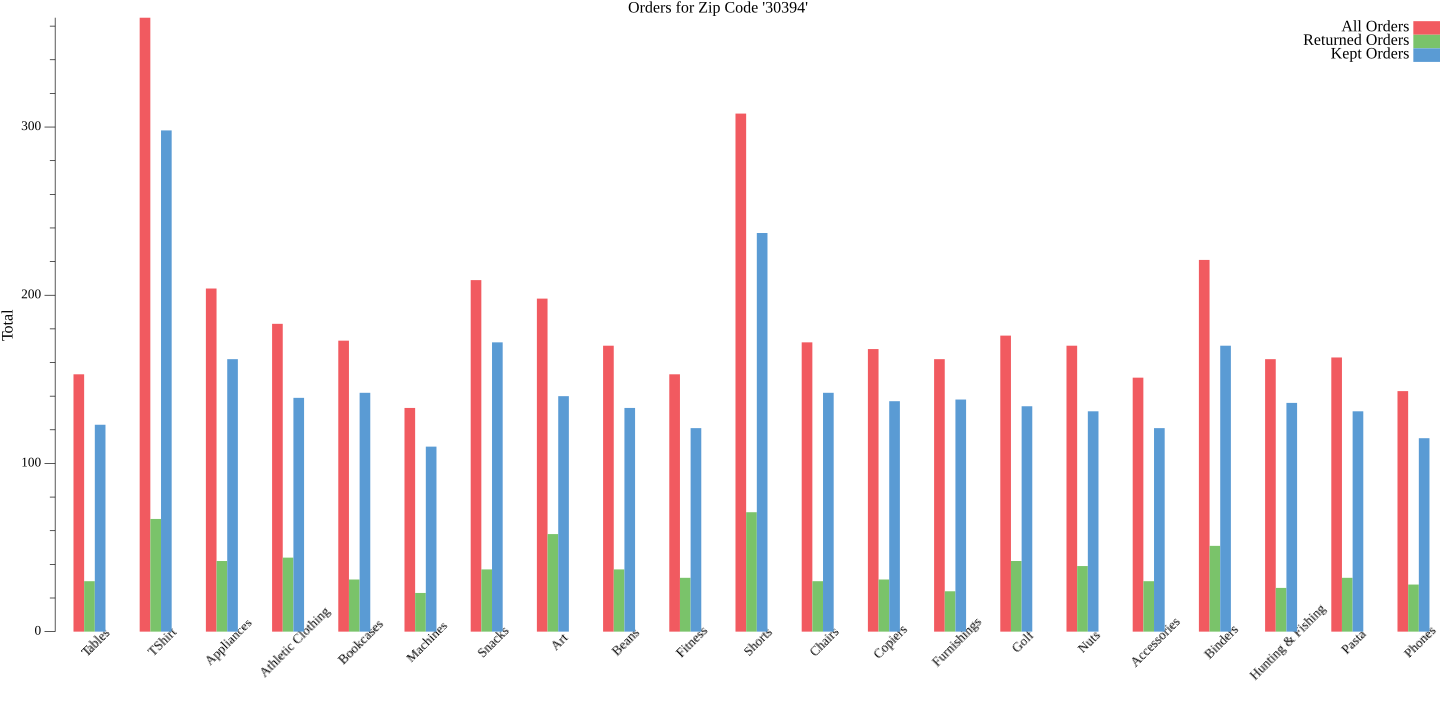 Orders for Zip Code '30394'
All Orders
Returned Orders
Kept Orders
Total
300
200
100
0
Tables
TShirt
Appliances
Athletic Clothing
Bookcases
Machines
Snacks
Art
Beans
Fitness
Shorts
Chairs
Copiers
Furnishings
Golf
Nuts
Accessories
Binders
Hunting & Fishing
Pasta
Phones